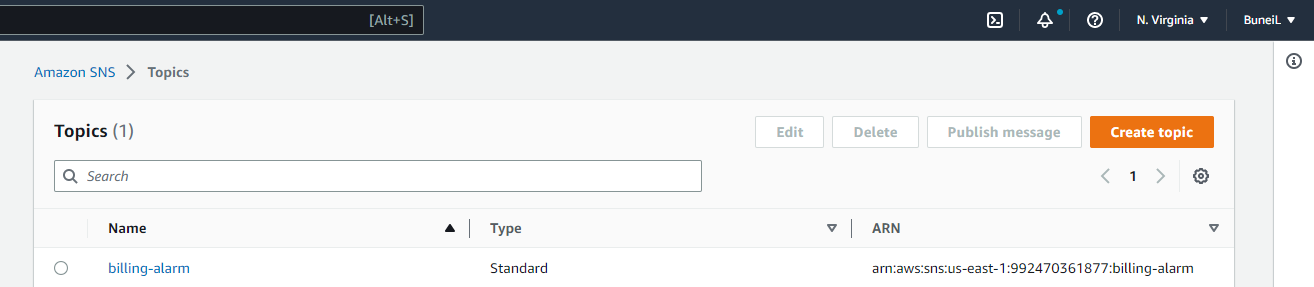 [Alt+S] N. Virginia BuneiL
Amazon SNS Topics
Topics (1) Edit Delete Publish message Create topic
Search 1
Name Type ARN
billing-alarm Standard arn:aws:sns:us-east-1:992470361877:billing-alarm